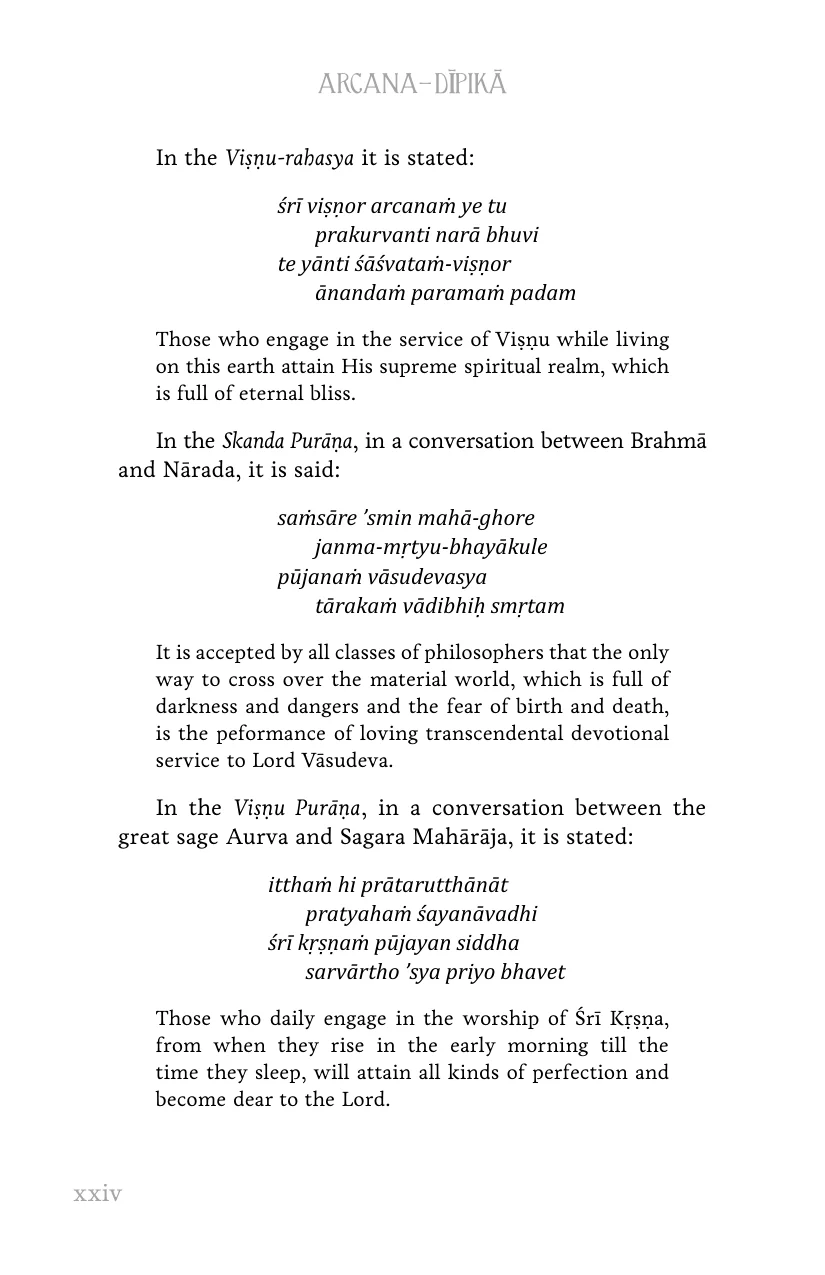 ARCANA–DĪPIKĀ
In the Viṣṇu-rahasya it is stated:
śrī viṣṇor arcanaṁ ye tu
prakurvanti narā bhuvi
te yānti śāśvataṁ-viṣṇor
ānandaṁ paramaṁ padam
Those who engage in the service of Viṣṇu while living
on this earth attain His supreme spiritual realm, which
is full of eternal bliss.
In the Skanda Purāṇa, in a conversation between Brahmā
and Nārada, it is said:
saṁsāre ’smin mahā-ghore
janma-mṛtyu-bhayākule
pūjanaṁ vāsudevasya
tārakaṁ vādibhiḥ smṛtam
It is accepted by all classes of philosophers that the only
way to cross over the material world, which is full of
darkness and dangers and the fear of birth and death,
is the peformance of loving transcendental devotional
service to Lord Vāsudeva.
In the Viṣṇu Purāṇa, in a conversation between the
great sage Aurva and Sagara Mahārāja, it is stated:
itthaṁ hi prātarutthānāt
pratyahaṁ śayanāvadhi
śrī kṛṣṇaṁ pūjayan siddha
sarvārtho ’sya priyo bhavet
Those who daily engage in the worship of Śrī Kṛṣṇa,
from when they rise in the early morning till the
time they sleep, will attain all kinds of perfection and
become dear to the Lord.
xxiv